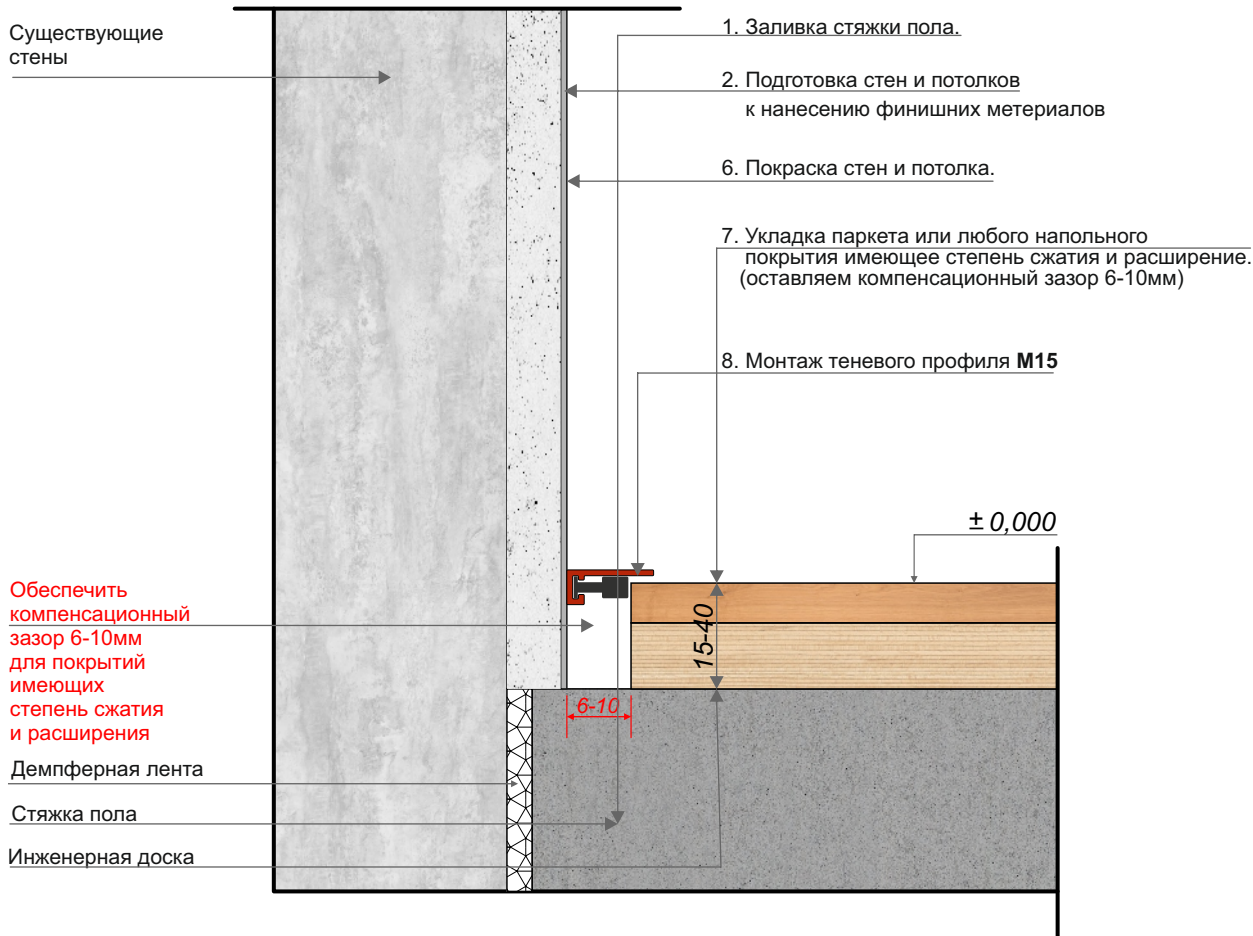 Существующие
стены
1. Заливка стяжки пола.
2. Подготовка стен и потолков
к нанесению финишних метериалов
6. Покраска стен и потолка.
7. Укладка паркета или любого напольного
покрытия имеющее степень сжатия и расширение.
(оставляем компенсационный зазор 6-10мм)
8. Монтаж теневого профиля М15
± 0,000
15-40
6-10
Обеспечить
компенсационный
зазор 6-10мм
для покрытий
имеющих
степень сжатия
и расширения
Демпферная лента
Стяжка пола
Инженерная доска